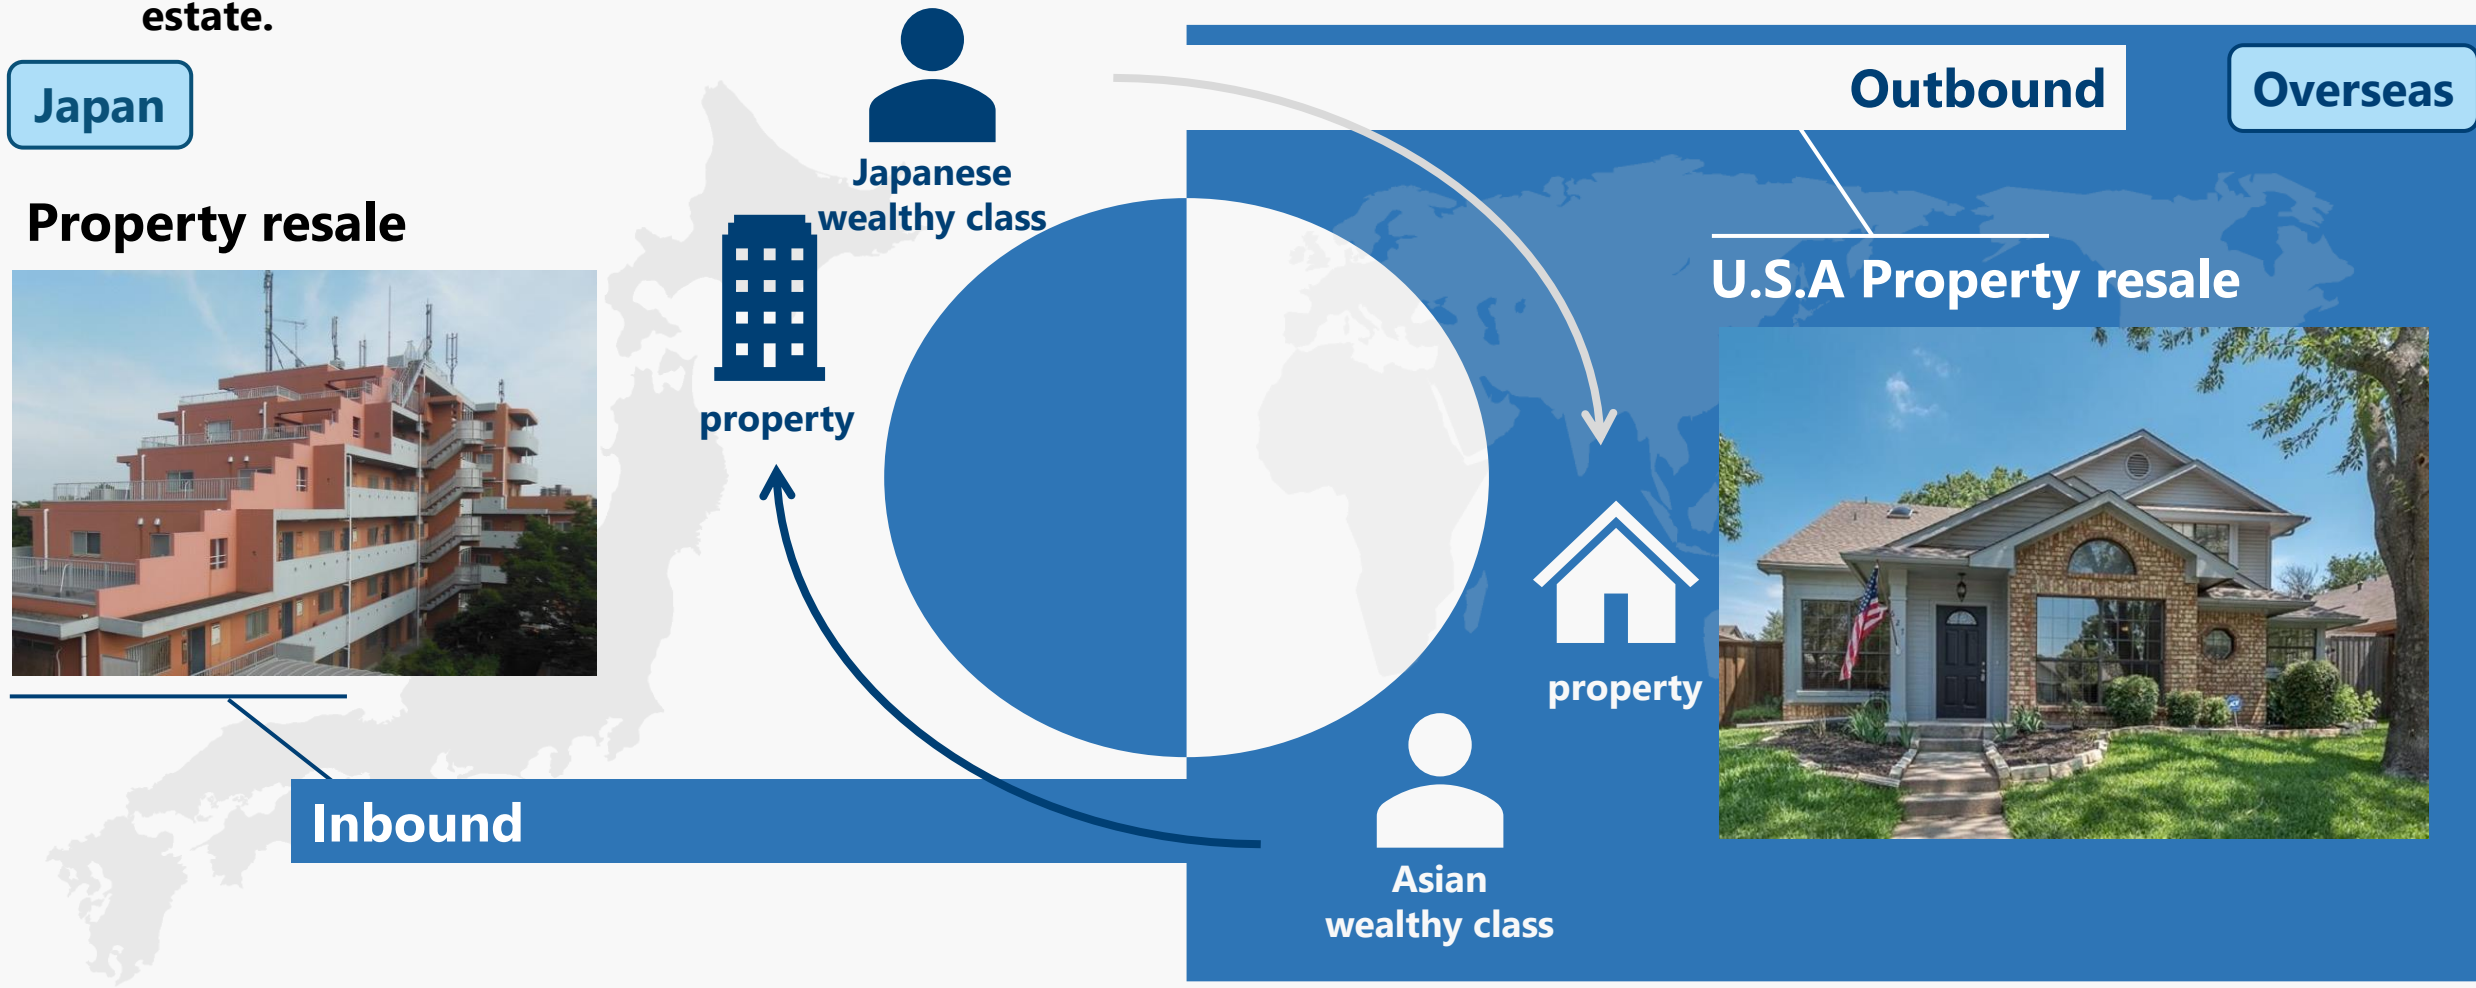 estate.
Japan
Outbound
Overseas
Japanese
wealthy class
Property resale
U.S.A Property resale
property
property
Inbound
Asian
wealthy class